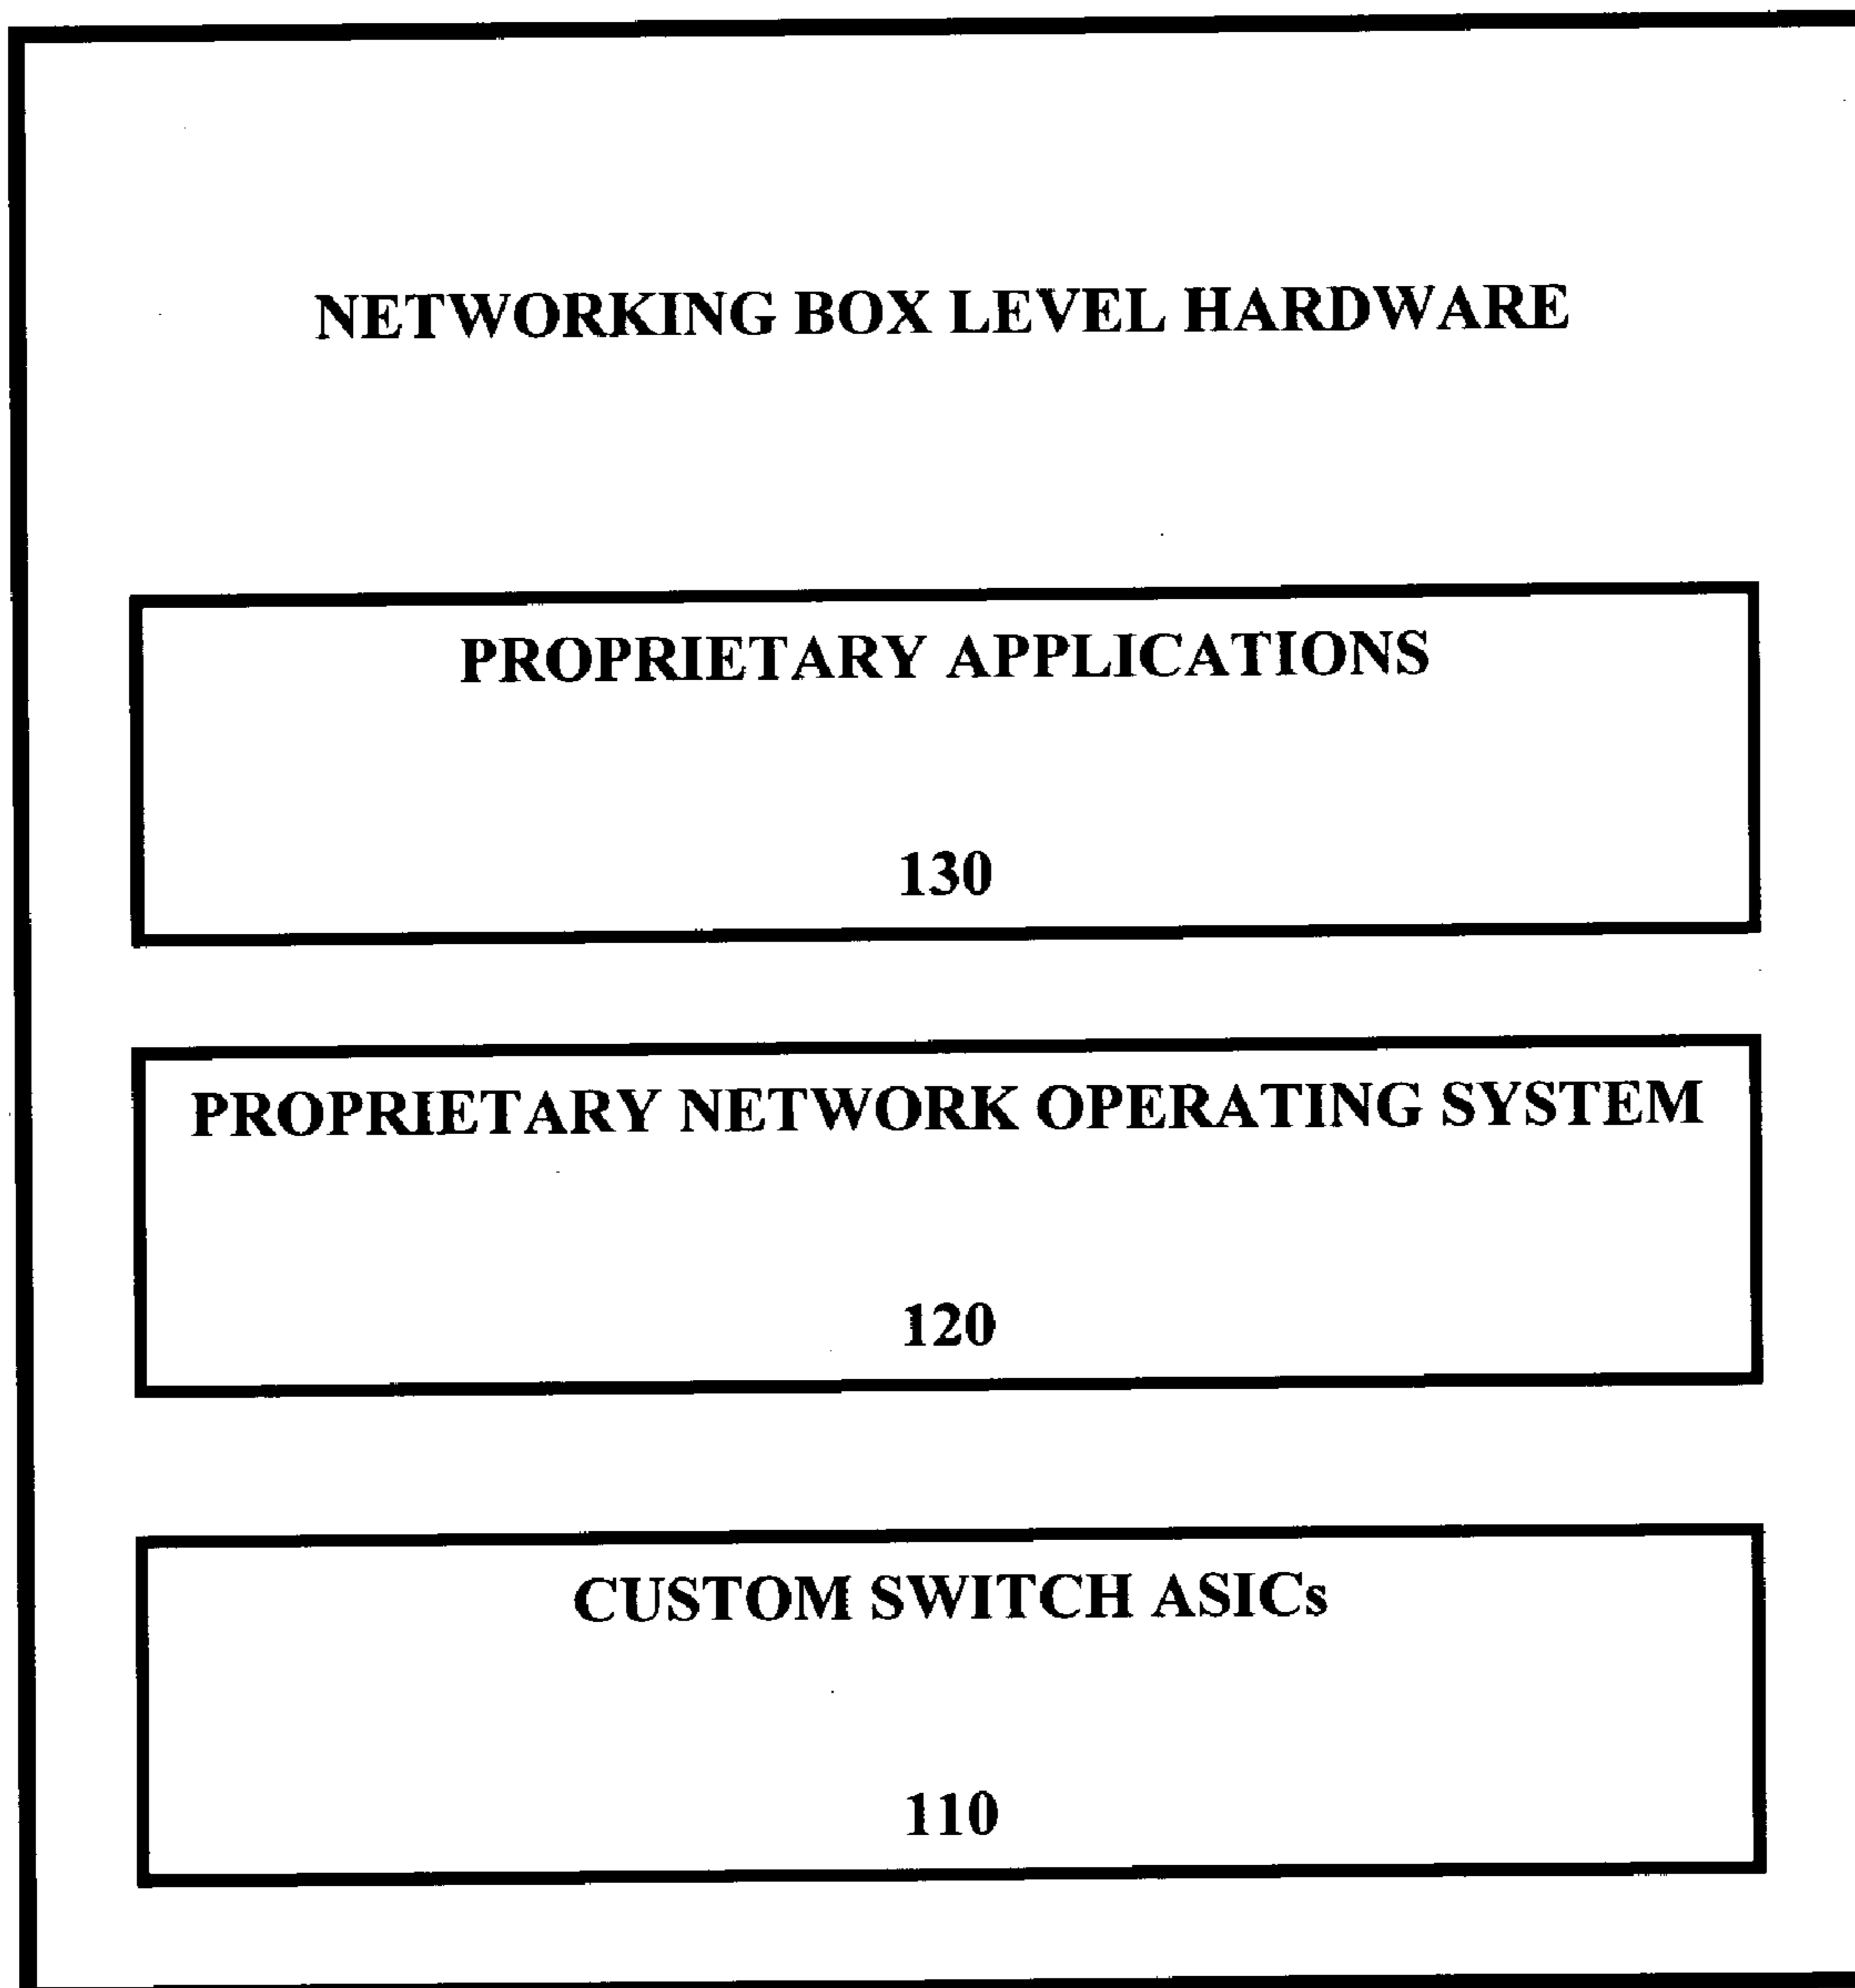 NETWORKING BOX LEVEL HARDWARE
PROPRIETARY APPLICATIONS
130
PROPRIETARY NETWORK OPERATING SYSTEM
120
CUSTOM SWITCH ASICs
110